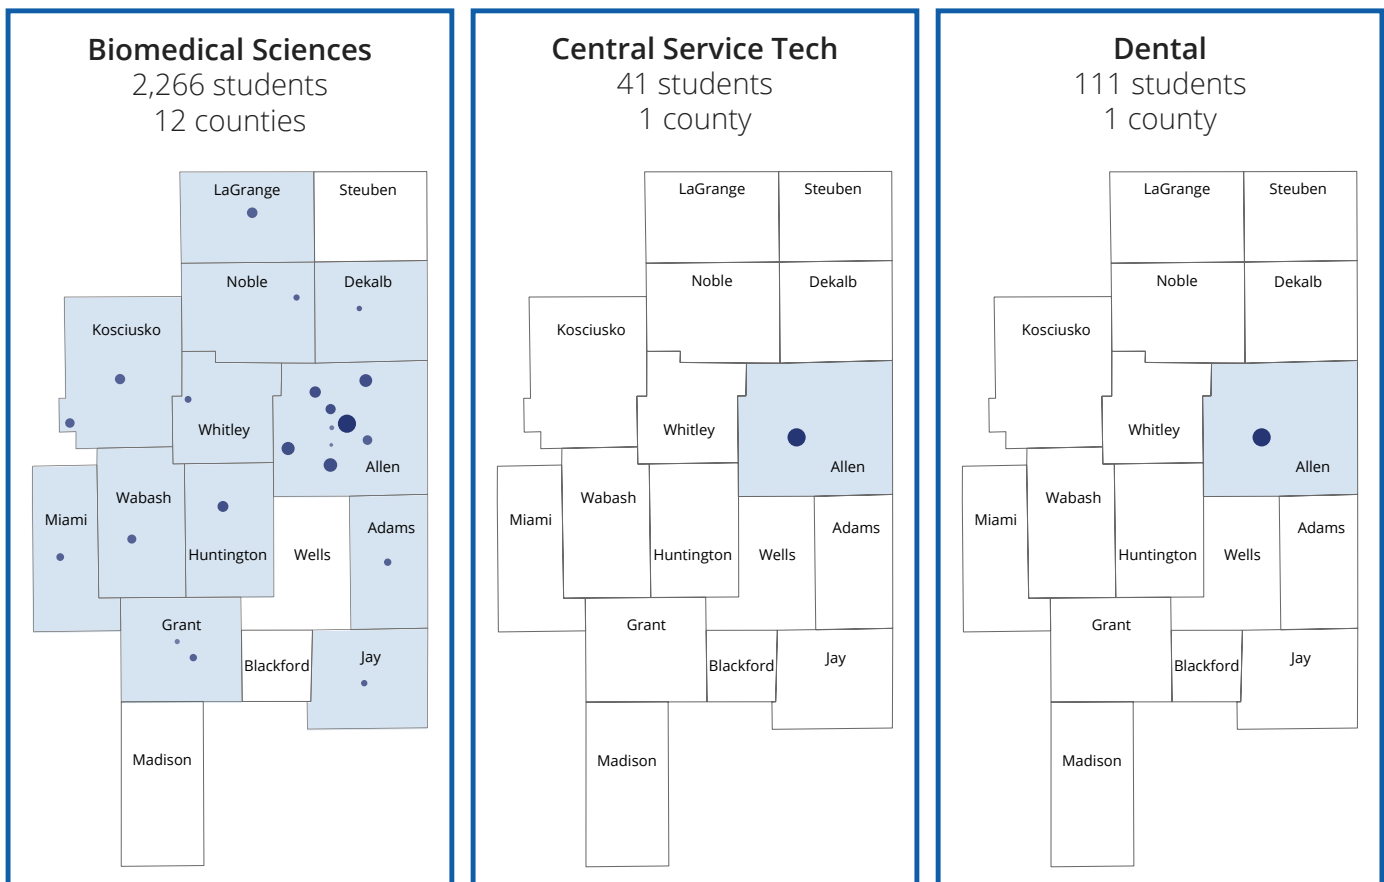 Biomedical Sciences
2,266 students
12 counties
LaGrange
Steuben
Noble
Dekalb
Kosciusko
Whitley
Allen
Wabash
Miami
Huntington
Wells
Adams
Grant
Blackford
Jay
Madison
Central Service Tech
41 students
1 county
LaGrange
Steuben
Noble
Dekalb
Kosciusko
Whitley
Allen
Wabash
Miami
Huntington
Wells
Adams
Grant
Blackford
Jay
Madison
Dental
111 students
1 county
LaGrange
Steuben
Noble
Dekalb
Kosciusko
Whitley
Allen
Wabash
Miami
Huntington
Wells
Adams
Grant
Blackford
Jay
Madison